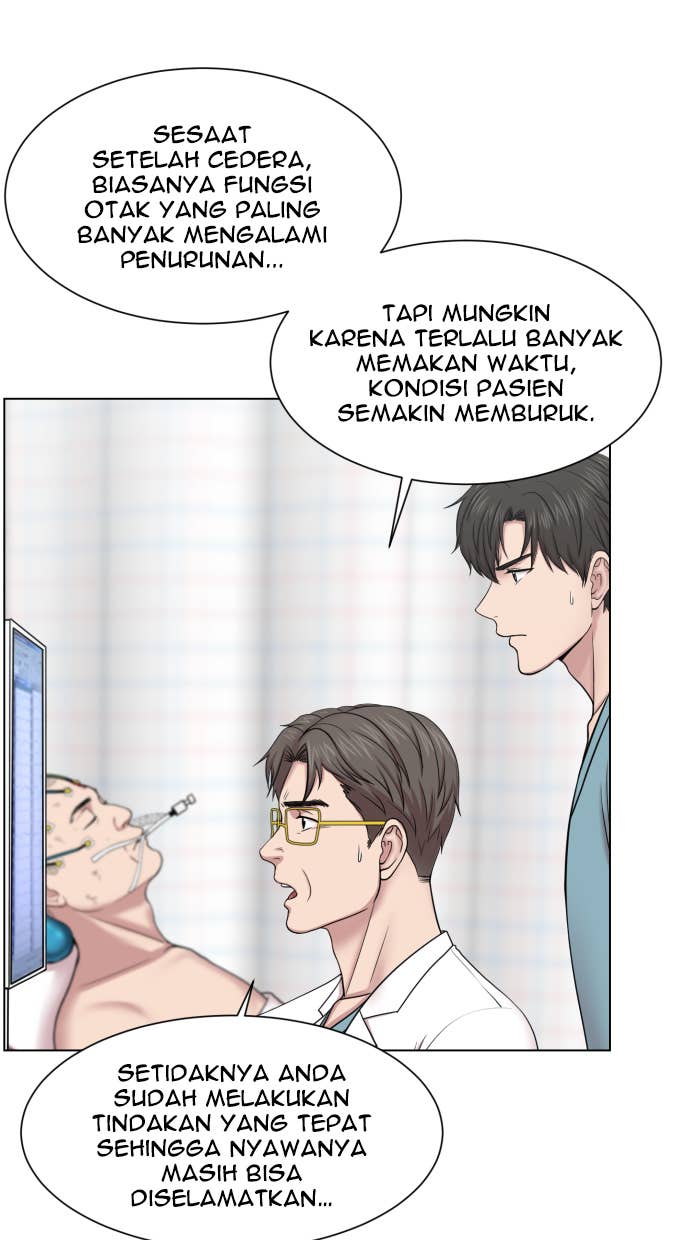 SESAAT
SETELAH CEDERA,
BIASANYA FUNGSI
OTAK YANG PALING
BANYAK MENGALAMI
PENURUNAN...
TAPI MUNGKIN
KARENA TERLALU BANYAK
MEMAKAN WAKTU,
KONDISI PASIEN
SEMAKIN MEMBURUK.
SETIDAKNYA ANDA
SUDAH MELAKUKAN
TINDAKAN YANG TEPAT
SEHINGGA NYAWANYA
MASIH BISA
DISELAMATKAN...